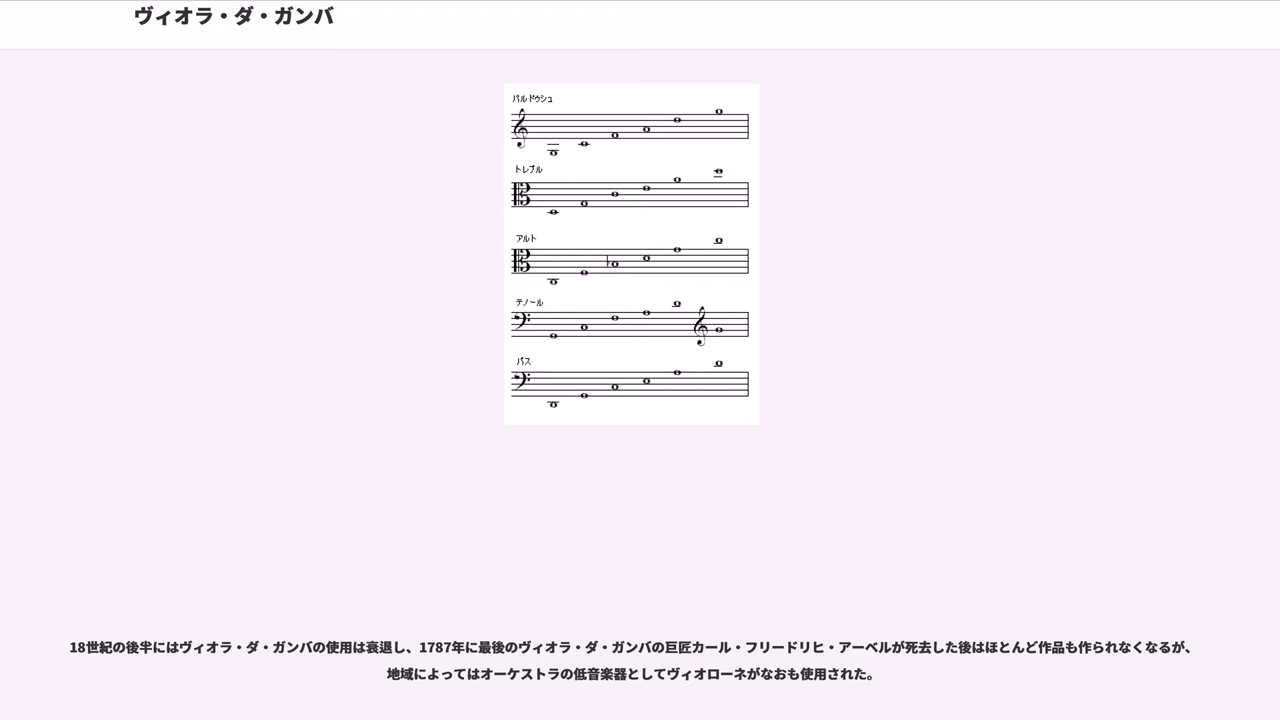 ヴィオラ・ダ・ガンバ
パルドゥシュ
トレブル
アルト
テノール
バス
18世紀の後半にはヴィオラ・ダ・ガンバの使用は衰退し、1787年に最後のヴィオラ・ダ・ガンバの巨匠カール・フリードリヒ・アーベルが死去した後はほとんど作品も作られなくなるが、
地域によってはオーケストラの低音楽器としてヴィオローネがなおも使用された。